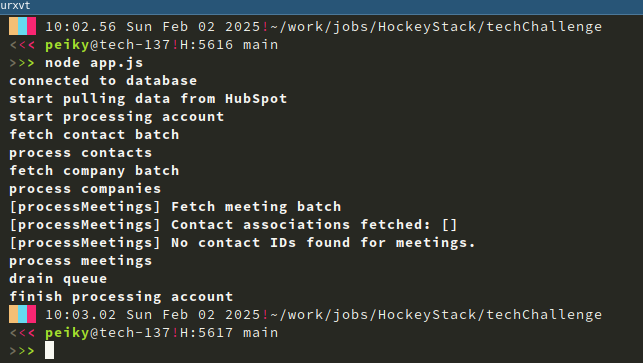 urxvt
10:02.56 Sun Feb 02 2025!~/work/jobs/HockeyStack/techChallenge
<<< peiky@tech-137!H:5616 main
>>> node app.js
connected to database
start pulling data from HubSpot
start processing account
fetch contact batch
process contacts
fetch company batch
process companies
[processMeetings] Fetch meeting batch
[processMeetings] Contact associations fetched: []
[processMeetings] No contact IDs found for meetings.
process meetings
drain queue
finish processing account
10:03.02 Sun Feb 02 2025!~/work/jobs/HockeyStack/techChallenge
<<< peiky@tech-137!H:5617 main
>>>